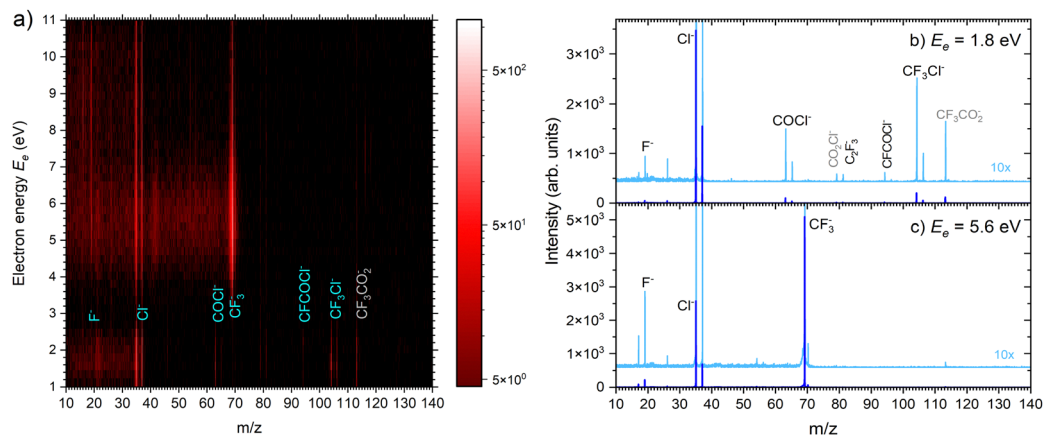 a)
Electron energy Eₑ (eV)
11
10
9
8
7
6
5
4
3
2
1
F⁻
Cl⁻
COCl⁻
CF₃⁻
CFCOCl⁻
CF₃Cl⁻
CF₃CO₂⁻
10 20 30 40 50 60 70 80 90 100 110 120 130 140
m/z
5×10²
5×10¹
5×10⁰
Intensity (arb. units)
b) Eₑ = 1.8 eV
3×10³
2×10³
1×10³
0
F⁻
Cl⁻
COCl⁻
CO₂Cl⁻
C₂F₃⁻
CFCOCl⁻
CF₃Cl⁻
CF₃CO₂⁻
10x
c) Eₑ = 5.6 eV
5×10³
4×10³
3×10³
2×10³
1×10³
0
F⁻
Cl⁻
CF₃⁻
10x
10 20 30 40 50 60 70 80 90 100 110 120 130 140
m/z